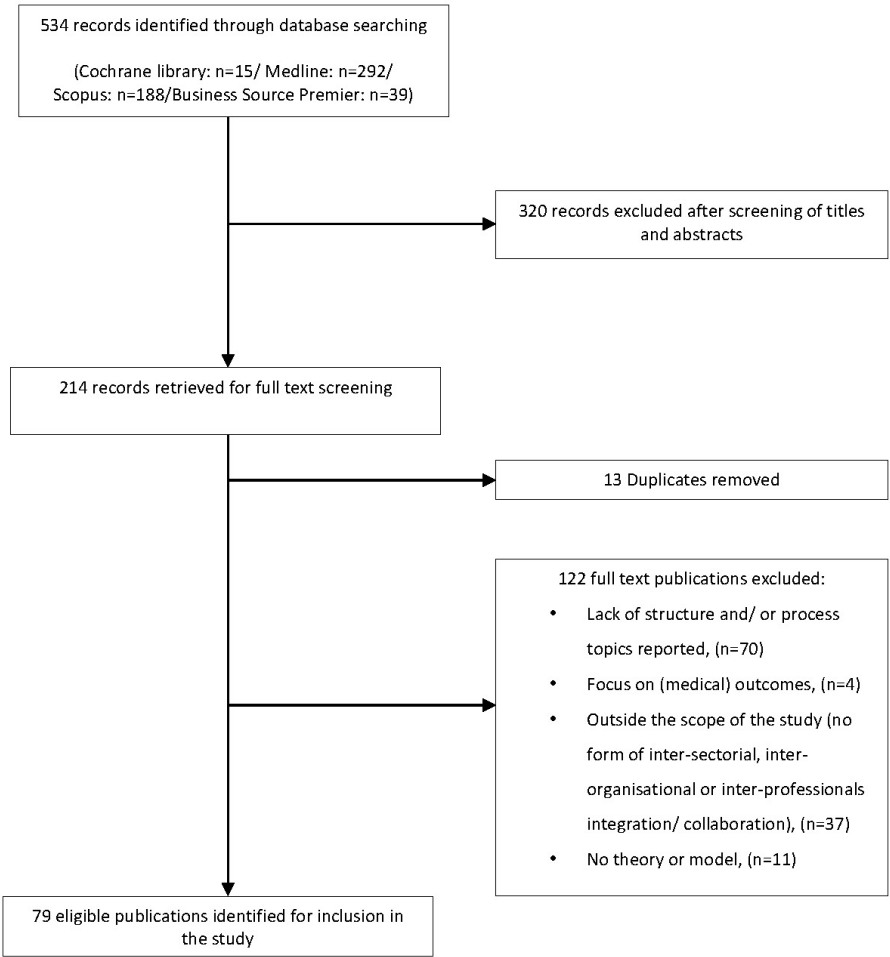 534 records identified through database searching
(Cochrane library: n=15/ Medline: n=292/
Scopus: n=188/Business Source Premier: n=39)
320 records excluded after screening of titles
and abstracts
214 records retrieved for full text screening
13 Duplicates removed
122 full text publications excluded:
• Lack of structure and/ or process
topics reported, (n=70)
• Focus on (medical) outcomes, (n=4)
• Outside the scope of the study (no
form of inter-sectorial, inter-
organisational or inter-professionals
integration/ collaboration), (n=37)
• No theory or model, (n=11)
79 eligible publications identified for inclusion in
the study